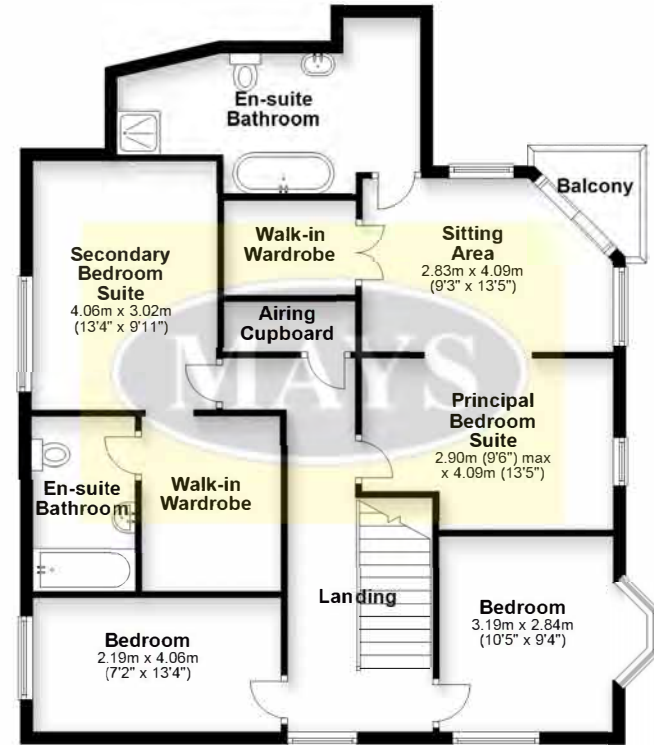 En-suite
Bathroom
Balcony
Walk-in
Wardrobe
Sitting
Area
2.83m x 4.09m
(9'3" x 13'5")
Secondary
Bedroom
Suite
4.06m x 3.02m
(13'4" x 9'11")
Airing
Cupboard
MAYS
Principal
Bedroom
Suite
2.90m (9'6") max
x 4.09m (13'5")
En-suite
Bathroom
Walk-in
Wardrobe
Landing
Bedroom
3.19m x 2.84m
(10'5" x 9'4")
Bedroom
2.19m x 4.06m
(7'2" x 13'4")